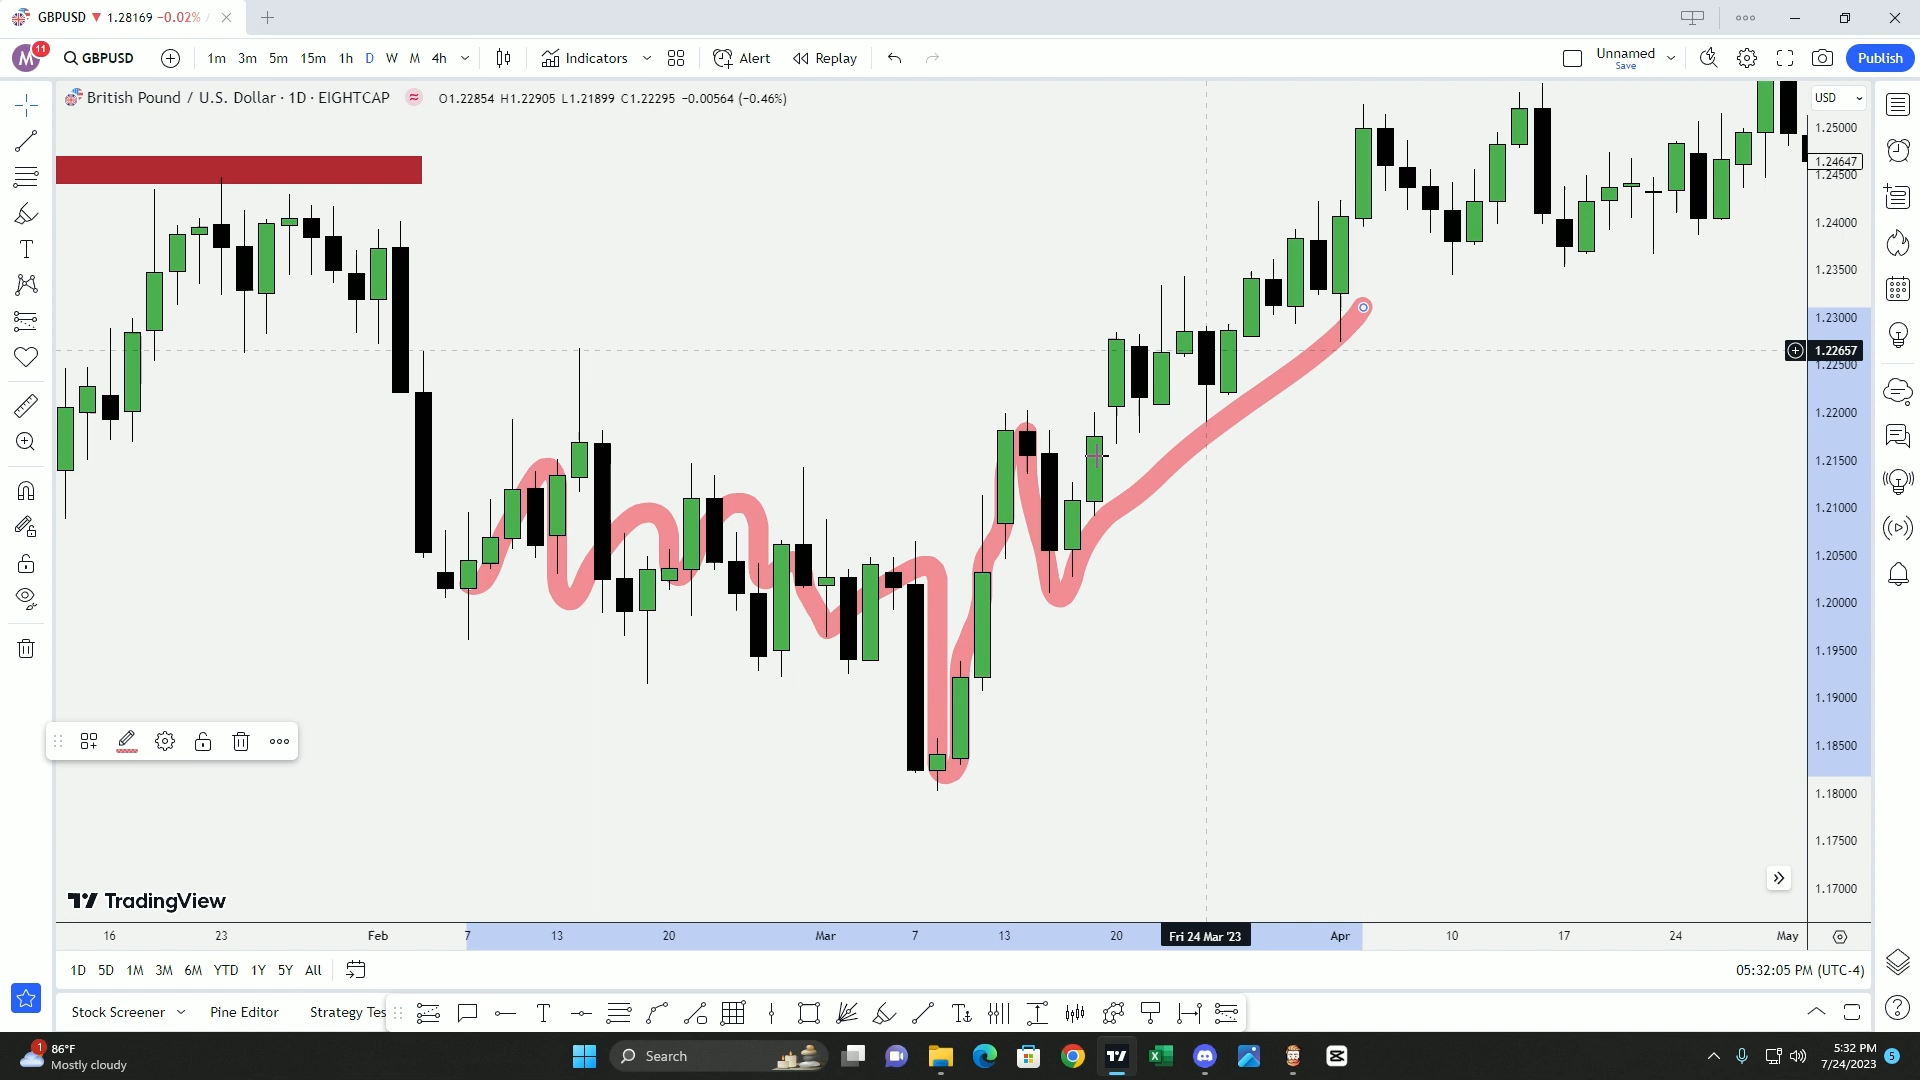 GBPUSD ▼ 1.28169 −0.02% /
M 11 GBPUSD 1m 3m 5m 15m 1h D W M 4h Indicators Alert Replay Unnamed Save Publish
British Pound / U.S. Dollar · 1D · EIGHTCAP O1.22854 H1.22905 L1.21899 C1.22295 −0.00564 (−0.46%)
USD
1.25000
1.24647
1.24500
1.24000
1.23500
1.23000
1.22657
1.22500
1.22000
1.21500
1.21000
1.20500
1.20000
1.19500
1.19000
1.18500
1.18000
1.17500
1.17000
TradingView
16 23 Feb 7 13 20 Mar 7 13 20 Fri 24 Mar '23 Apr 10 17 24 May
1D 5D 1M 3M 6M YTD 1Y 5Y All 05:32:05 PM (UTC-4)
Stock Screener Pine Editor Strategy Tes
1 86°F
Mostly cloudy
Search
5:32 PM
7/24/2023 5